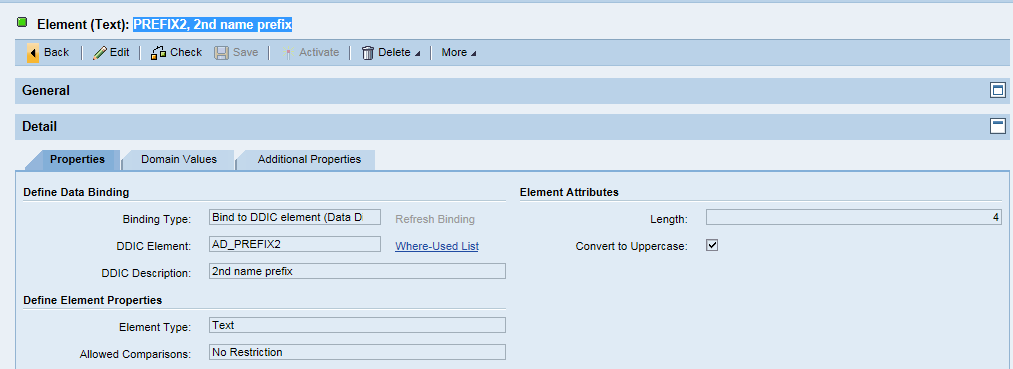 Element (Text): PREFIX2, 2nd name prefix
Back Edit Check Save Activate Delete More
General
Detail
Properties Domain Values Additional Properties
Define Data Binding Element Attributes
Binding Type: Bind to DDIC element (Data D Refresh Binding Length: 4
DDIC Element: AD_PREFIX2 Where-Used List Convert to Uppercase:
DDIC Description: 2nd name prefix
Define Element Properties
Element Type: Text
Allowed Comparisons: No Restriction